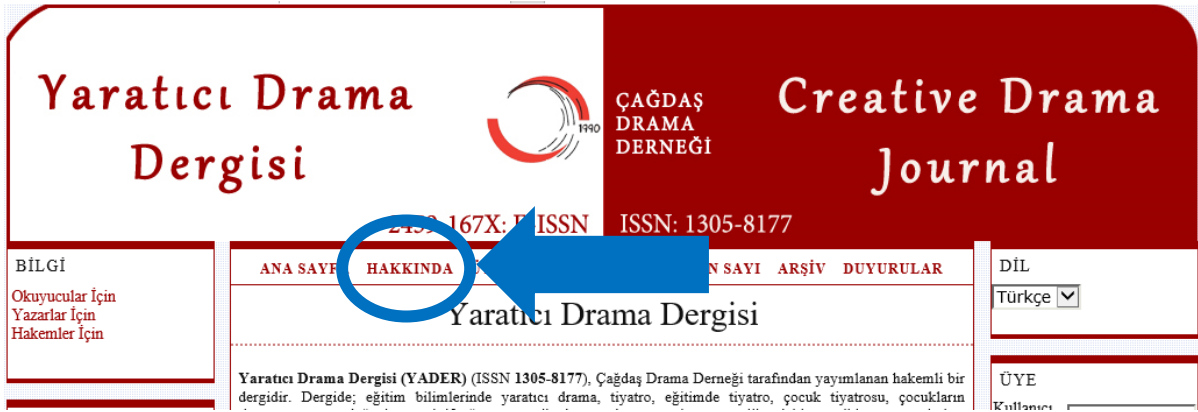 Yaratıcı Drama
Dergisi
1990
ÇAĞDAŞ
DRAMA
DERNEĞİ
Creative Drama
Journal
ISSN: 1305-8177
BİLGİ
Okuyucular İçin
Yazarlar İçin
Hakemler İçin
ANA HAKKINDA SAYI ARŞİV DUYURULAR
Yaratıcı Drama Dergisi
Yaratıcı Drama Dergisi (YADER) (ISSN 1305-8177), Çağdaş Drama Derneği tarafından yayımlanan hakemli bir
dergidir. Dergide; eğitim bilimlerinde yaratıcı drama, tiyatro, eğitimde tiyatro, çocuk tiyatrosu, çocukların
DİL
Türkçe
ÜYE
Kullanıcı